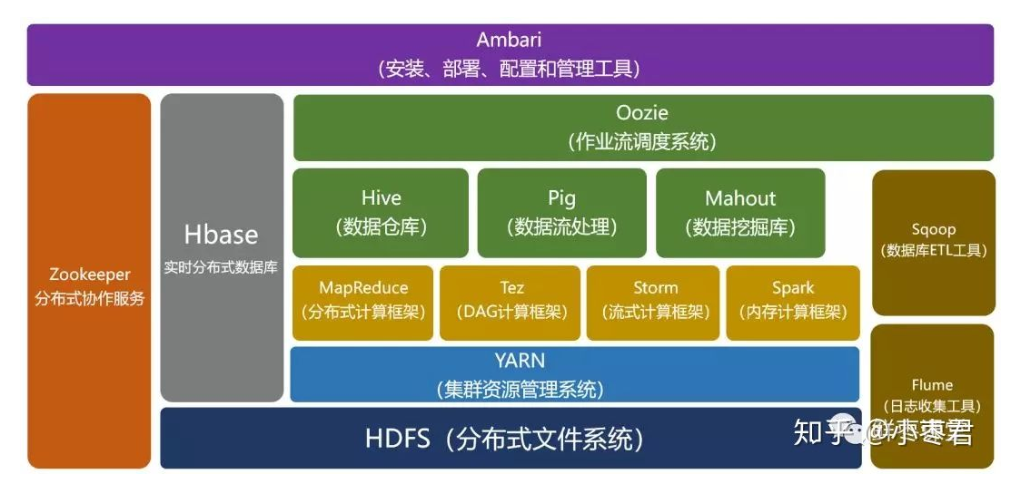 Ambari
（安装、部署、配置和管理工具）
Zookeeper
分布式协作服务
Hbase
实时分布式数据库
Oozie
（作业流调度系统）
Hive
（数据仓库）
Pig
（数据流处理）
Mahout
（数据挖掘库）
Sqoop
（数据库ETL工具）
MapReduce
（分布式计算框架）
Tez
（DAG计算框架）
Storm
（流式计算框架）
Spark
（内存计算框架）
YARN
（集群资源管理系统）
Flume
（日志收集工具）
HDFS（分布式文件系统）
知乎 @小枣君